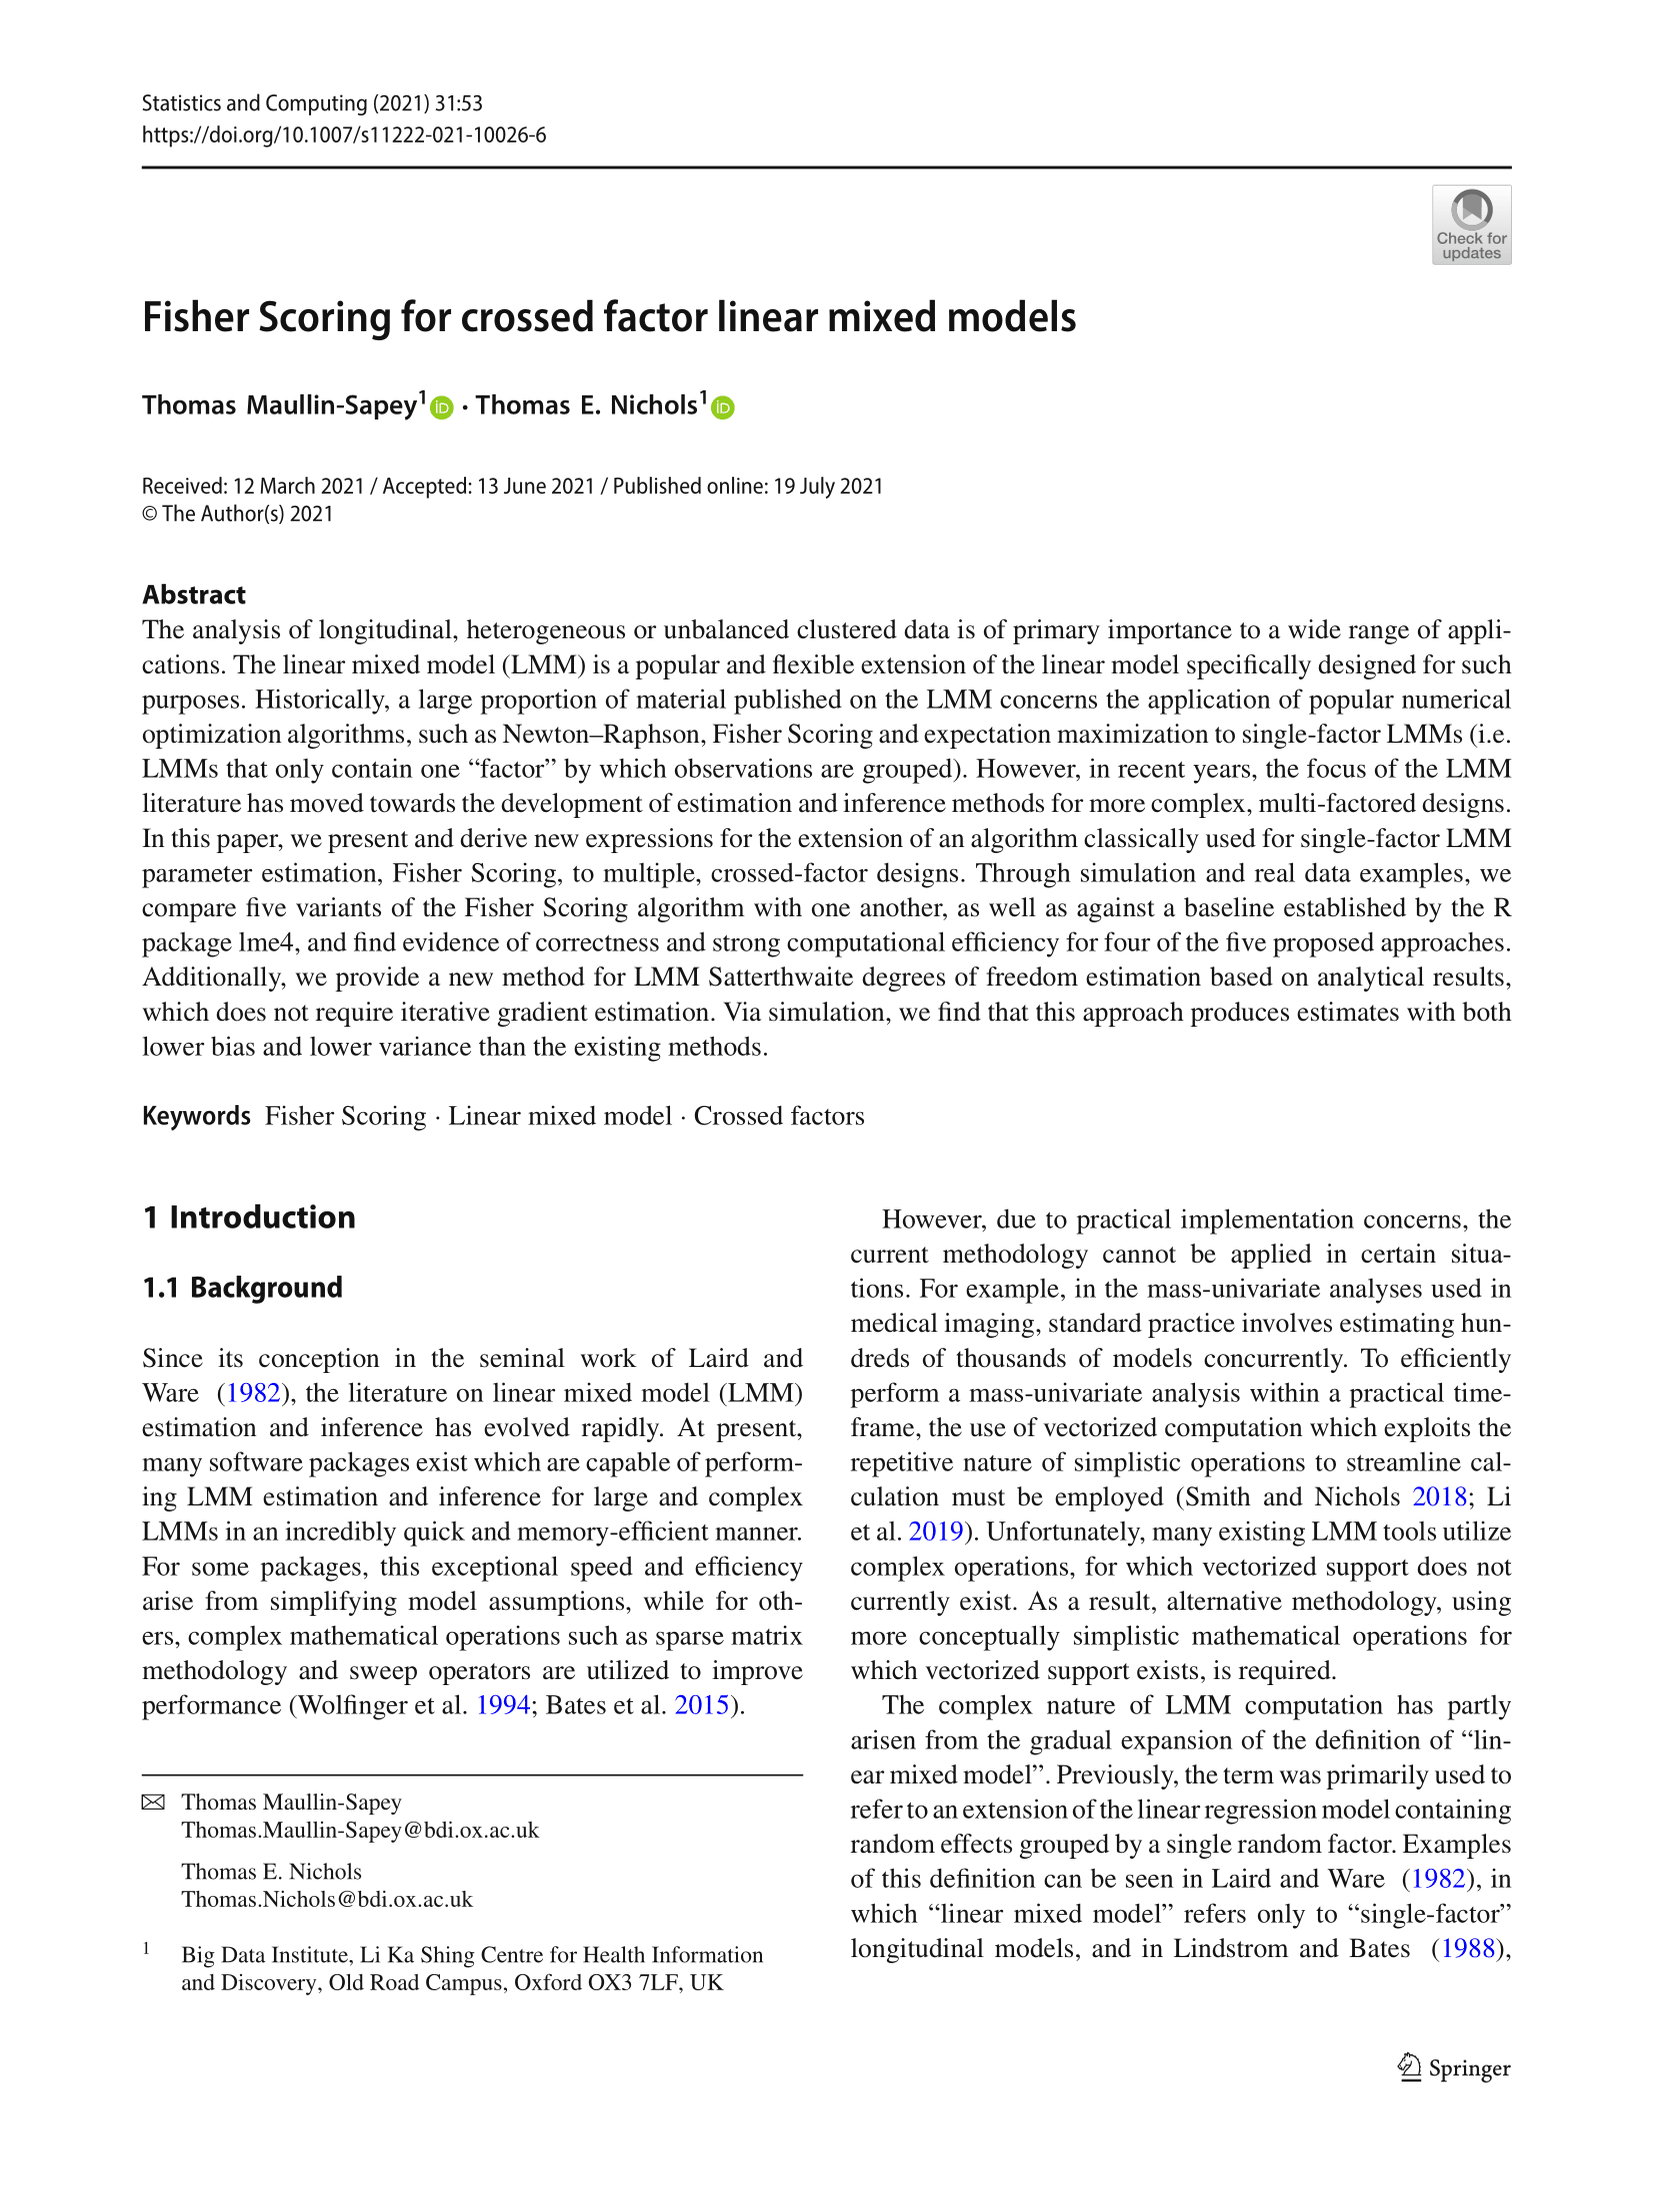 Statistics and Computing (2021) 31:53
https://doi.org/10.1007/s11222-021-10026-6
Check for
updates
Fisher Scoring for crossed factor linear mixed models
Thomas Maullin-Sapey1 iD · Thomas E. Nichols1 iD
Received: 12 March 2021 / Accepted: 13 June 2021 / Published online: 19 July 2021
© The Author(s) 2021
Abstract
The analysis of longitudinal, heterogeneous or unbalanced clustered data is of primary importance to a wide range of appli-
cations. The linear mixed model (LMM) is a popular and flexible extension of the linear model specifically designed for such
purposes. Historically, a large proportion of material published on the LMM concerns the application of popular numerical
optimization algorithms, such as Newton–Raphson, Fisher Scoring and expectation maximization to single-factor LMMs (i.e.
LMMs that only contain one “factor” by which observations are grouped). However, in recent years, the focus of the LMM
literature has moved towards the development of estimation and inference methods for more complex, multi-factored designs.
In this paper, we present and derive new expressions for the extension of an algorithm classically used for single-factor LMM
parameter estimation, Fisher Scoring, to multiple, crossed-factor designs. Through simulation and real data examples, we
compare five variants of the Fisher Scoring algorithm with one another, as well as against a baseline established by the R
package lme4, and find evidence of correctness and strong computational efficiency for four of the five proposed approaches.
Additionally, we provide a new method for LMM Satterthwaite degrees of freedom estimation based on analytical results,
which does not require iterative gradient estimation. Via simulation, we find that this approach produces estimates with both
lower bias and lower variance than the existing methods.
Keywords Fisher Scoring · Linear mixed model · Crossed factors
1 Introduction
1.1 Background
Since its conception in the seminal work of Laird and
Ware (1982), the literature on linear mixed model (LMM)
estimation and inference has evolved rapidly. At present,
many software packages exist which are capable of perform-
ing LMM estimation and inference for large and complex
LMMs in an incredibly quick and memory-efficient manner.
For some packages, this exceptional speed and efficiency
arise from simplifying model assumptions, while for oth-
ers, complex mathematical operations such as sparse matrix
methodology and sweep operators are utilized to improve
performance (Wolfinger et al. 1994; Bates et al. 2015).
Thomas Maullin-Sapey
Thomas.Maullin-Sapey@bdi.ox.ac.uk
Thomas E. Nichols
Thomas.Nichols@bdi.ox.ac.uk
1 Big Data Institute, Li Ka Shing Centre for Health Information
and Discovery, Old Road Campus, Oxford OX3 7LF, UK
However, due to practical implementation concerns, the
current methodology cannot be applied in certain situa-
tions. For example, in the mass-univariate analyses used in
medical imaging, standard practice involves estimating hun-
dreds of thousands of models concurrently. To efficiently
perform a mass-univariate analysis within a practical time-
frame, the use of vectorized computation which exploits the
repetitive nature of simplistic operations to streamline cal-
culation must be employed (Smith and Nichols 2018; Li
et al. 2019). Unfortunately, many existing LMM tools utilize
complex operations, for which vectorized support does not
currently exist. As a result, alternative methodology, using
more conceptually simplistic mathematical operations for
which vectorized support exists, is required.
The complex nature of LMM computation has partly
arisen from the gradual expansion of the definition of “lin-
ear mixed model”. Previously, the term was primarily used to
refer to an extension of the linear regression model containing
random effects grouped by a single random factor. Examples
of this definition can be seen in Laird and Ware (1982), in
which “linear mixed model” refers only to “single-factor”
longitudinal models, and in Lindstrom and Bates (1988),
Springer